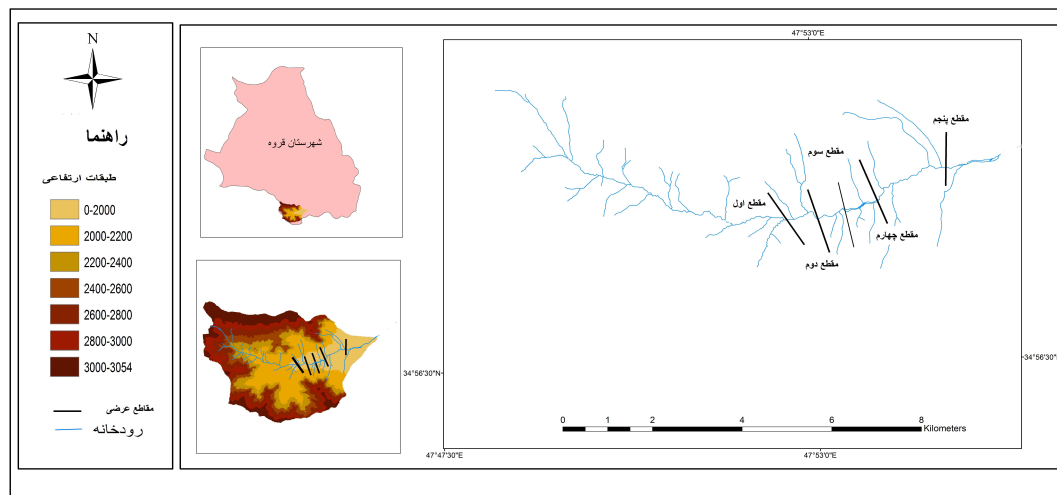 N
راهنما
طبقات ارتفاعی
0-2000
2000-2200
2200-2400
2400-2600
2600-2800
2800-3000
3000-3054
مقاطع عرضی
رودخانه
شهرستان قروه
47°53'0"E
مقطع پنجم
مقطع سوم
مقطع اول
مقطع چهارم
مقطع دوم
34°56'30"N
34°56'30"N
0 1 2 4 6 8
Kilometers
47°47'30"E
47°53'0"E